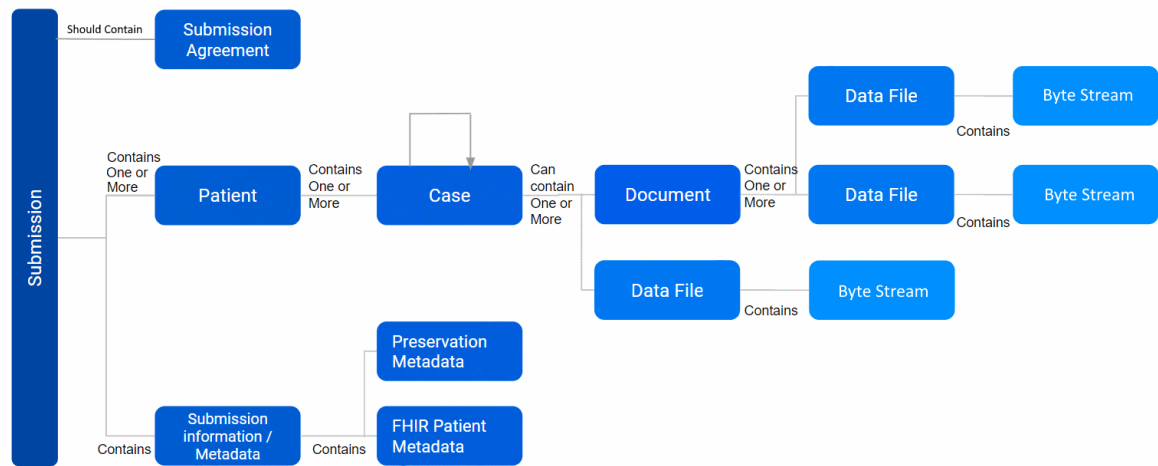 Submission
Should Contain
Submission
Agreement
Contains
One or
More
Patient
Contains
One or
More
Case
Can
contain
One or
More
Document
Contains
One or
More
Data File
Contains
Byte Stream
Data File
Contains
Byte Stream
Data File
Contains
Byte Stream
Contains
Submission
information /
Metadata
Contains
Preservation
Metadata
FHIR Patient
Metadata